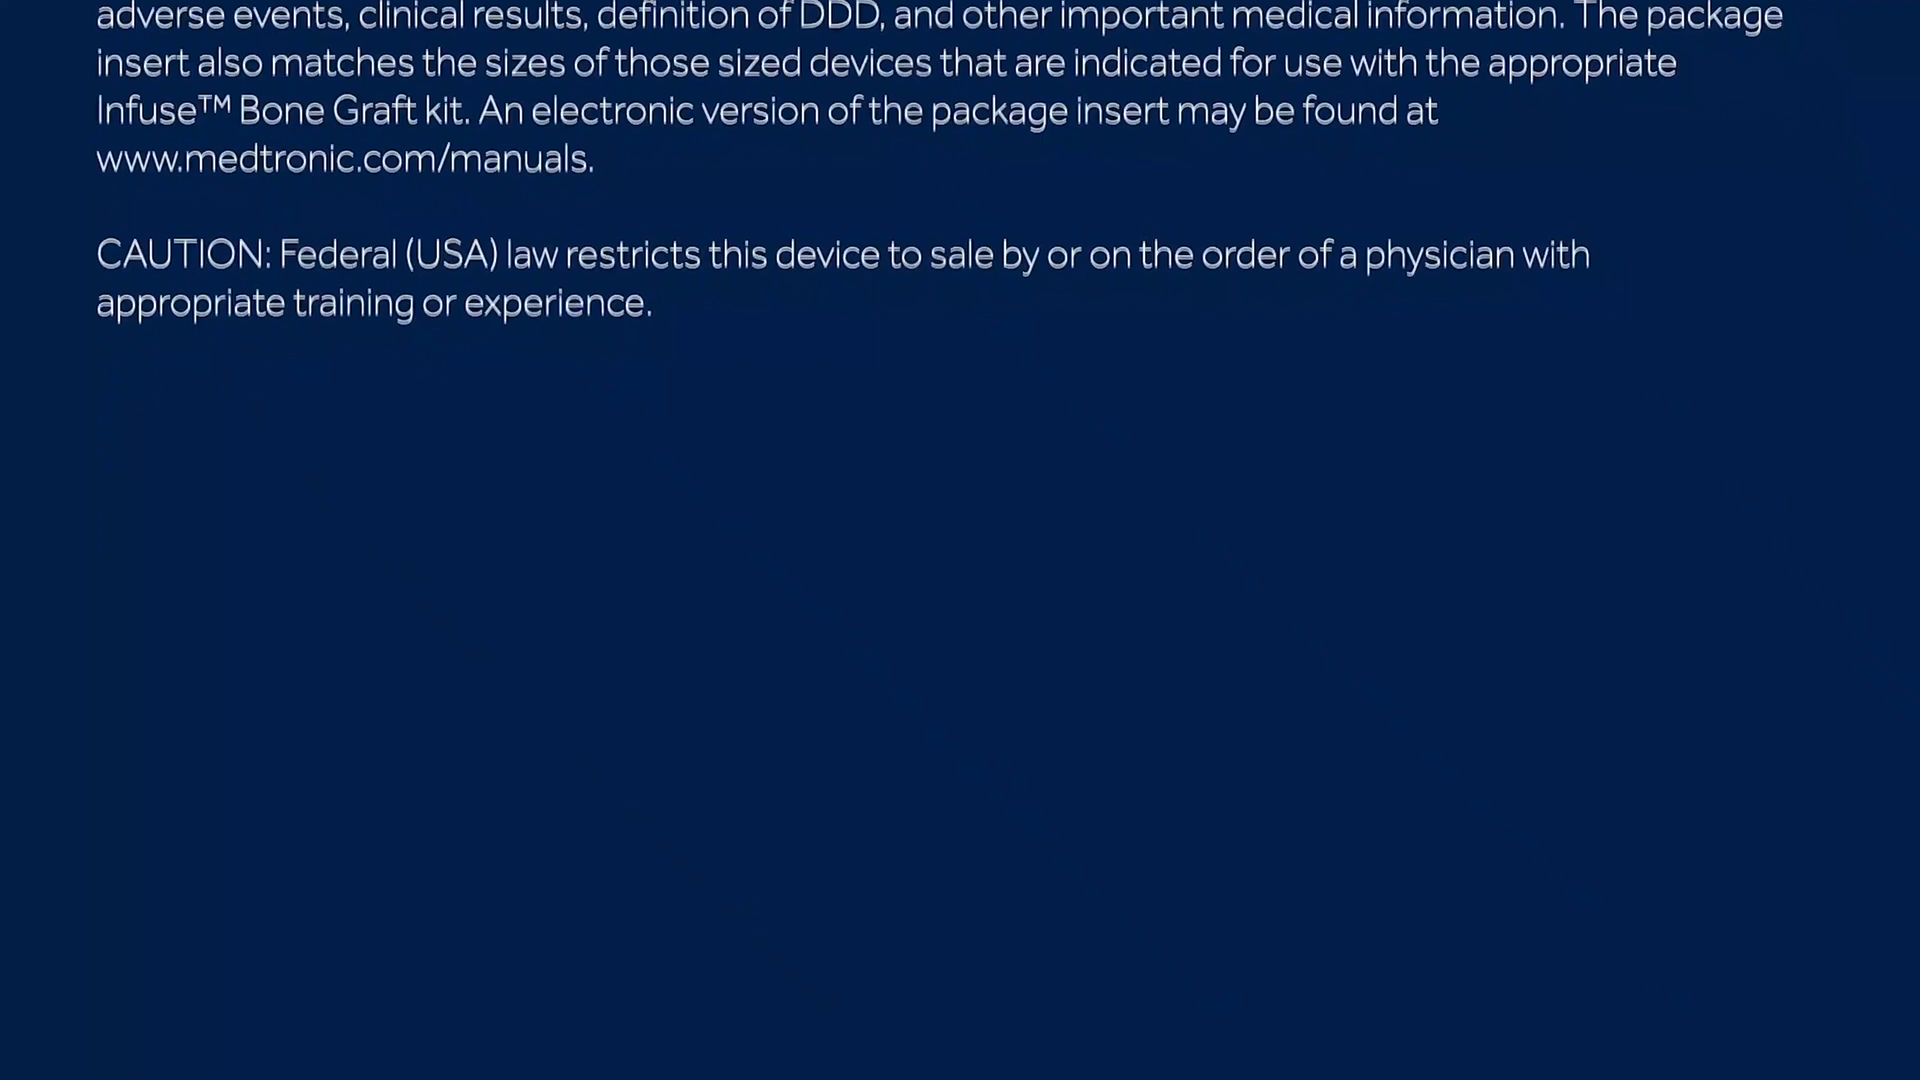 adverse events, clinical results, definition of DDD, and other important medical information. The package
insert also matches the sizes of those sized devices that are indicated for use with the appropriate
Infuse™ Bone Graft kit. An electronic version of the package insert may be found at
www.medtronic.com/manuals.
CAUTION: Federal (USA) law restricts this device to sale by or on the order of a physician with
appropriate training or experience.